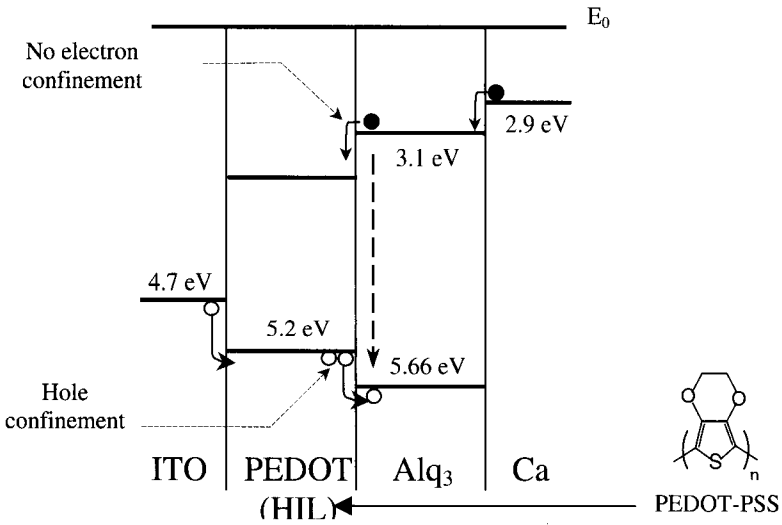 E₀
No electron
confinement
2.9 eV
3.1 eV
4.7 eV
5.2 eV
5.66 eV
Hole
confinement
O O
S
n
ITO PEDOT Alq₃ Ca
(HIL)
PEDOT-PSS